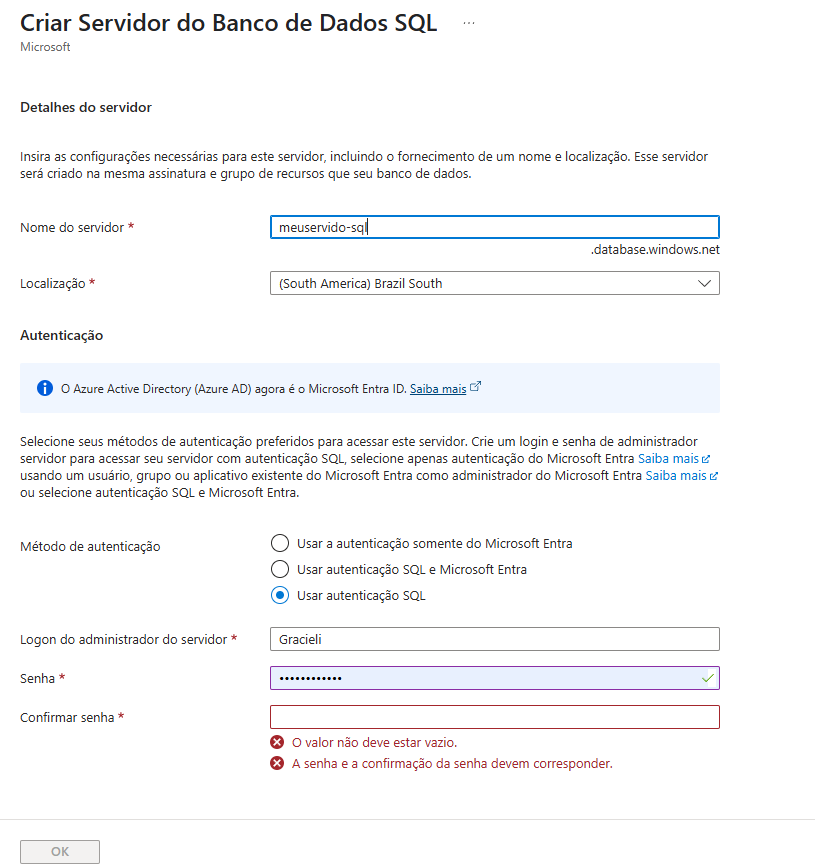 Criar Servidor do Banco de Dados SQL ...
Microsoft
Detalhes do servidor
Insira as configurações necessárias para este servidor, incluindo o fornecimento de um nome e localização. Esse servidor
será criado na mesma assinatura e grupo de recursos que seu banco de dados.
Nome do servidor * meuservido-sql
.database.windows.net
Localização * (South America) Brazil South
Autenticação
O Azure Active Directory (Azure AD) agora é o Microsoft Entra ID. Saiba mais
Selecione seus métodos de autenticação preferidos para acessar este servidor. Crie um login e senha de administrador
servidor para acessar seu servidor com autenticação SQL, selecione apenas autenticação do Microsoft Entra Saiba mais
usando um usuário, grupo ou aplicativo existente do Microsoft Entra como administrador do Microsoft Entra Saiba mais
ou selecione autenticação SQL e Microsoft Entra.
Método de autenticação
Usar a autenticação somente do Microsoft Entra
Usar autenticação SQL e Microsoft Entra
Usar autenticação SQL
Logon do administrador do servidor * Gracieli
Senha * ••••••••••••
Confirmar senha *
O valor não deve estar vazio.
A senha e a confirmação da senha devem corresponder.
OK